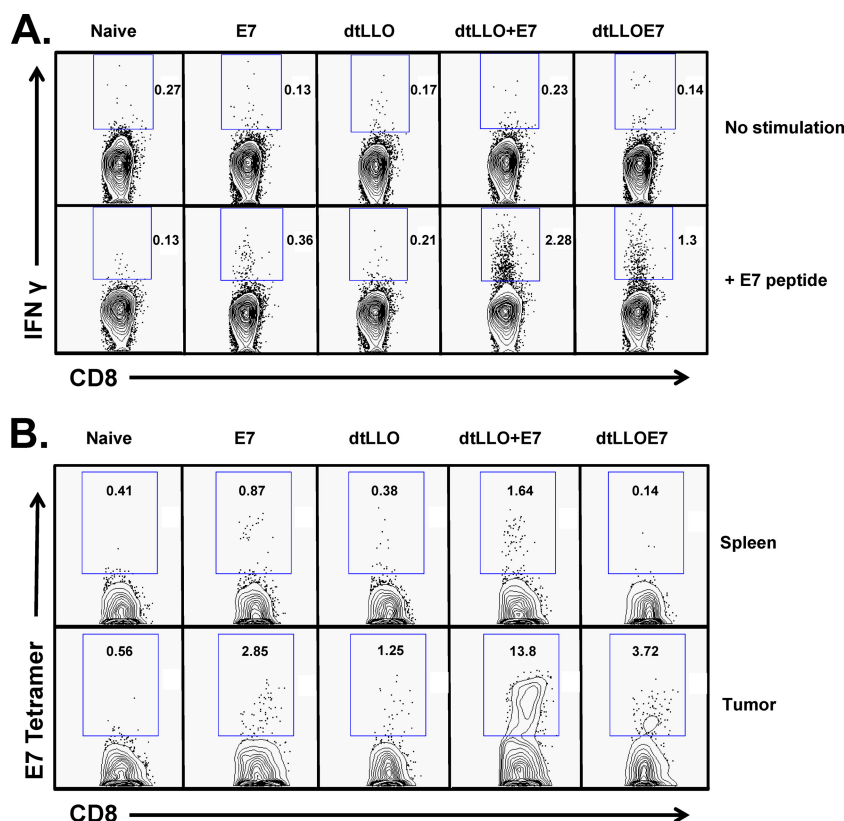 A.
Naive E7 dtLLO dtLLO+E7 dtLLOE7
0.27 0.13 0.17 0.23 0.14
No stimulation
0.13 0.36 0.21 2.28 1.3
+ E7 peptide
IFN γ
CD8
B.
Naive E7 dtLLO dtLLO+E7 dtLLOE7
0.41 0.87 0.38 1.64 0.14
Spleen
0.56 2.85 1.25 13.8 3.72
Tumor
E7 Tetramer
CD8